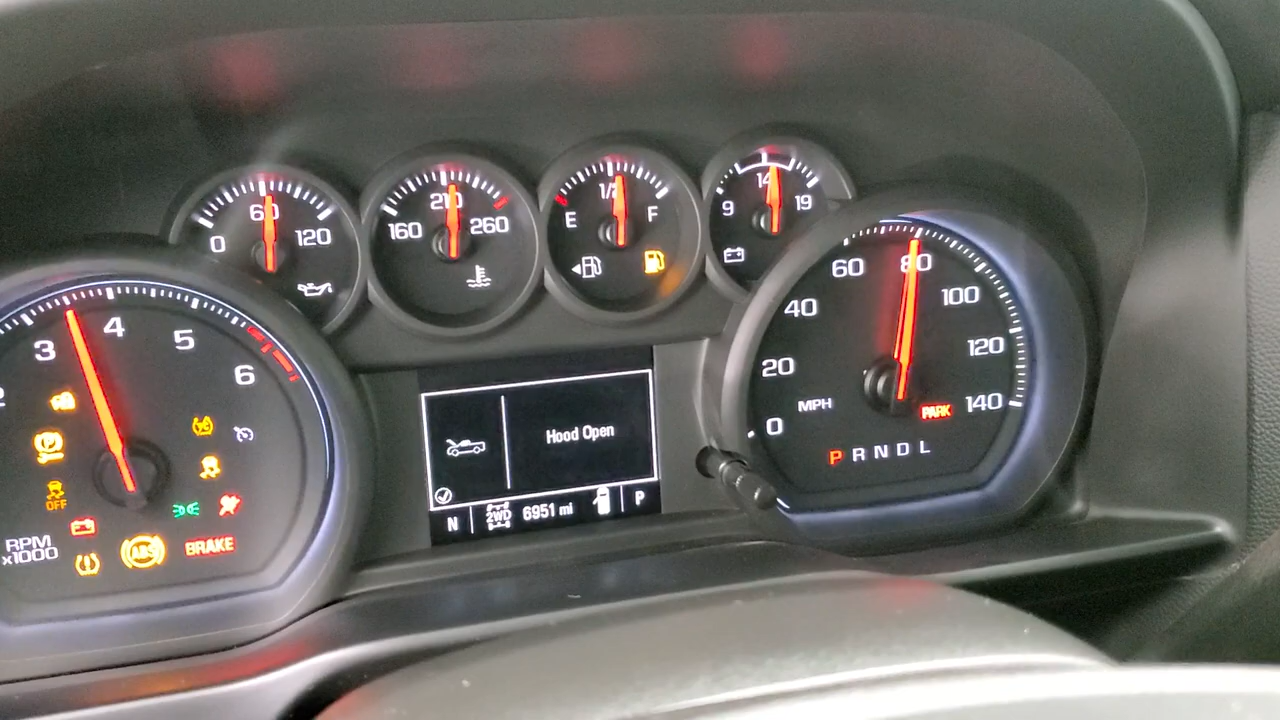 0 60 120
160 210 260
E 1/2 F
9 14 19
2 3 4 5 6
RPM
x1000
OFF
ABS
BRAKE
Hood Open
N 2WD 6951 mi P
0 20 40 60 80 100 120 140
MPH
PARK
P R N D L